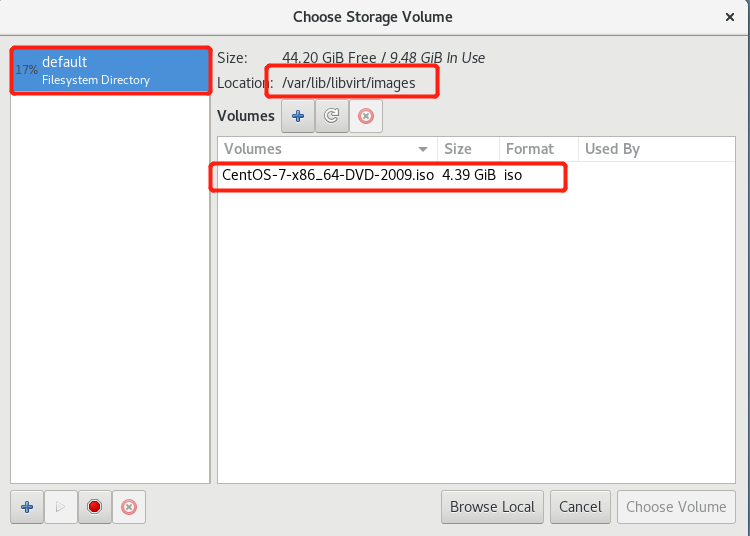 Choose Storage Volume
17% default
Filesystem Directory
Size: 44.20 GiB Free / 9.48 GiB In Use
Location: /var/lib/libvirt/images
Volumes
Volumes Size Format Used By
CentOS-7-x86_64-DVD-2009.iso 4.39 GiB iso
Browse Local Cancel Choose Volume